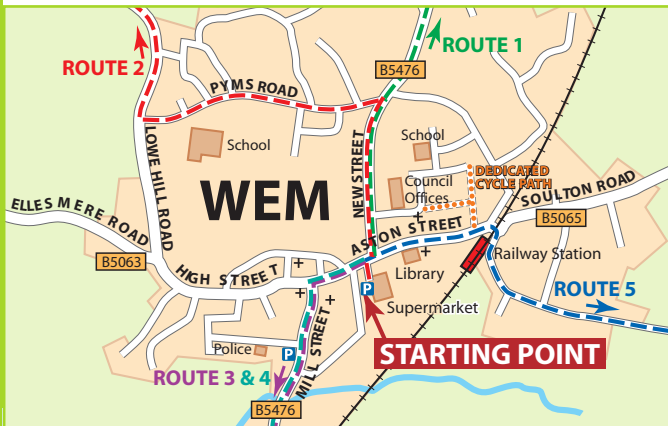 ROUTE 1
ROUTE 2
B5476
PYMS ROAD
School
School
LOWE HILL ROAD
NEW STREET
WEM
DEDICATED
CYCLE PATH
Council
Offices
SOULTON ROAD
ELLESMERE ROAD
B5065
ASTON STREET
B5063
HIGH STREET
Railway Station
Library
P
ROUTE 5
Supermarket
MILL STREET
Police
P
STARTING POINT
ROUTE 3 & 4
B5476